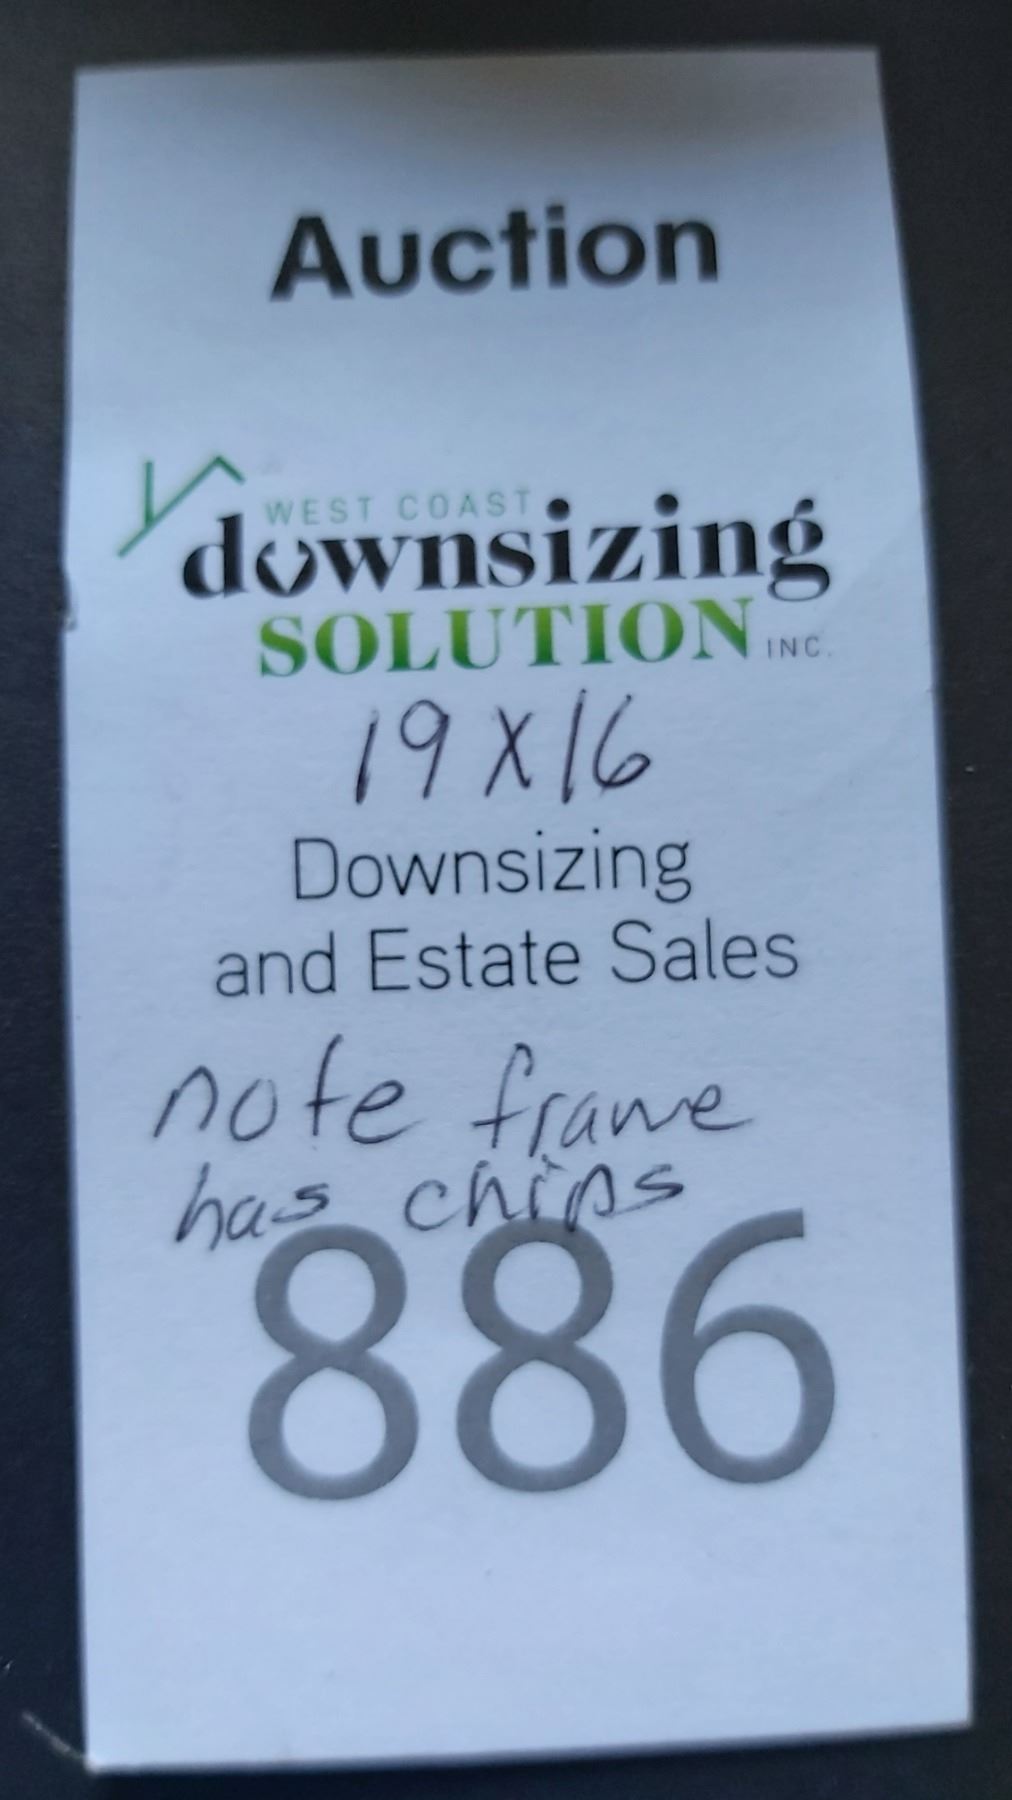 Auction
WEST COAST
downsizing
SOLUTION INC.
19 X 16
Downsizing
and Estate Sales
note frame
has chips
886